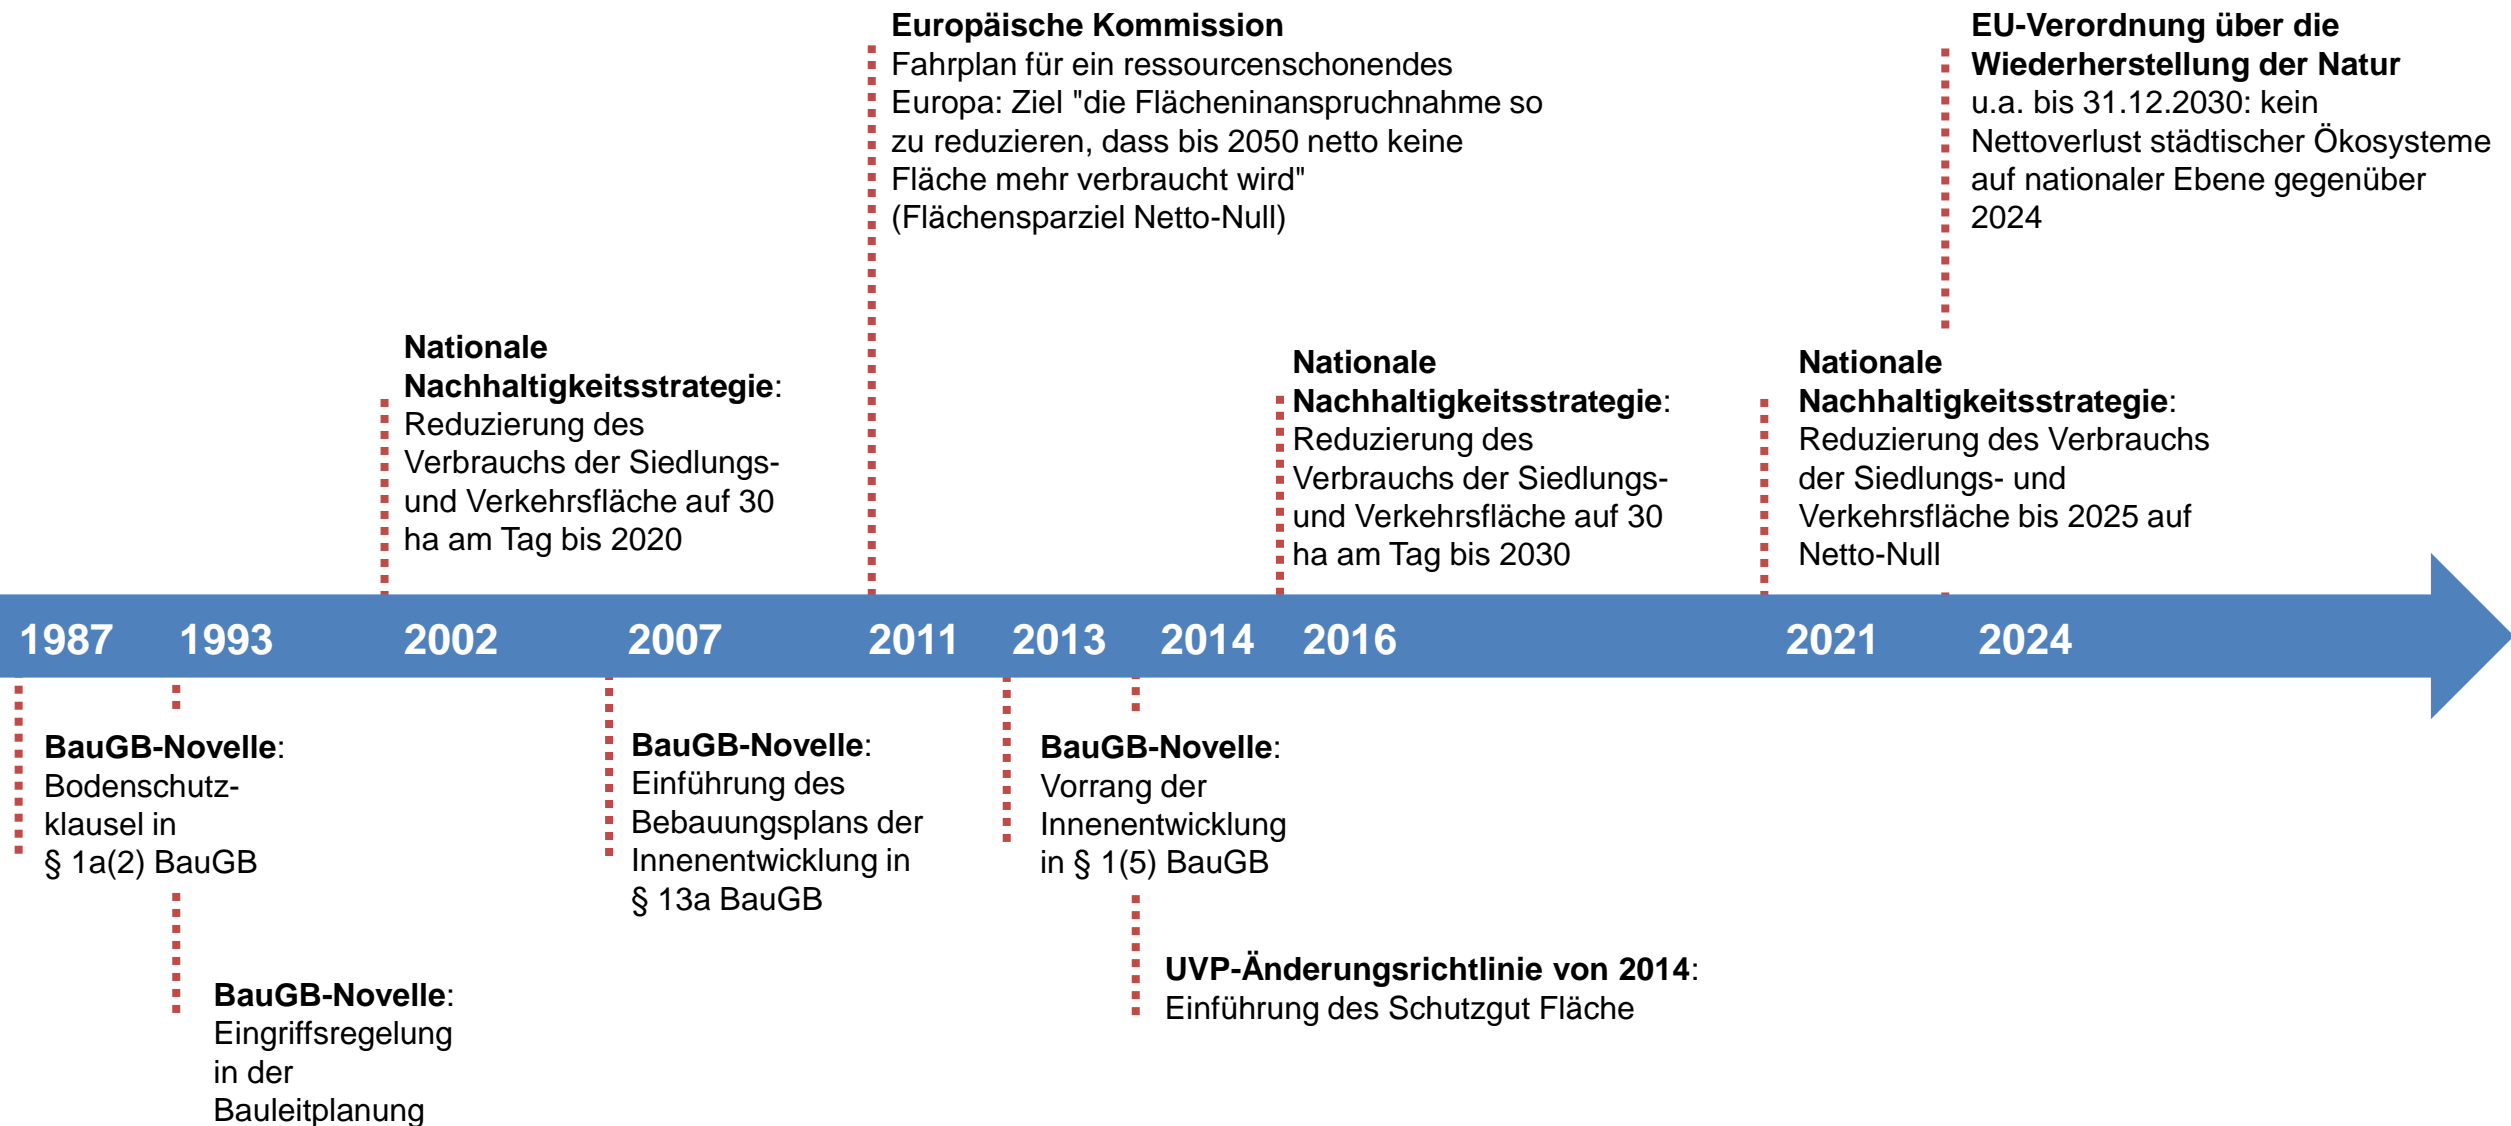 Europäische Kommission
Fahrplan für ein ressourcenschonendes
Europa: Ziel "die Flächeninanspruchnahme so
zu reduzieren, dass bis 2050 netto keine
Fläche mehr verbraucht wird"
(Flächensparziel Netto-Null)
EU-Verordnung über die
Wiederherstellung der Natur
u.a. bis 31.12.2030: kein
Nettoverlust städtischer Ökosysteme
auf nationaler Ebene gegenüber
2024
Nationale
Nachhaltigkeitsstrategie:
Reduzierung des
Verbrauchs der Siedlungs-
und Verkehrsfläche auf 30
ha am Tag bis 2020
Nationale
Nachhaltigkeitsstrategie:
Reduzierung des
Verbrauchs der Siedlungs-
und Verkehrsfläche auf 30
ha am Tag bis 2030
Nationale
Nachhaltigkeitsstrategie:
Reduzierung des Verbrauchs
der Siedlungs- und
Verkehrsfläche bis 2025 auf
Netto-Null
1987 1993 2002 2007 2011 2013 2014 2016 2021 2024
BauGB-Novelle:
Bodenschutz-
klausel in
§ 1a(2) BauGB
BauGB-Novelle:
Eingriffsregelung
in der
Bauleitplanung
BauGB-Novelle:
Einführung des
Bebauungsplans der
Innenentwicklung in
§ 13a BauGB
BauGB-Novelle:
Vorrang der
Innenentwicklung
in § 1(5) BauGB
UVP-Änderungsrichtlinie von 2014:
Einführung des Schutzgut Fläche